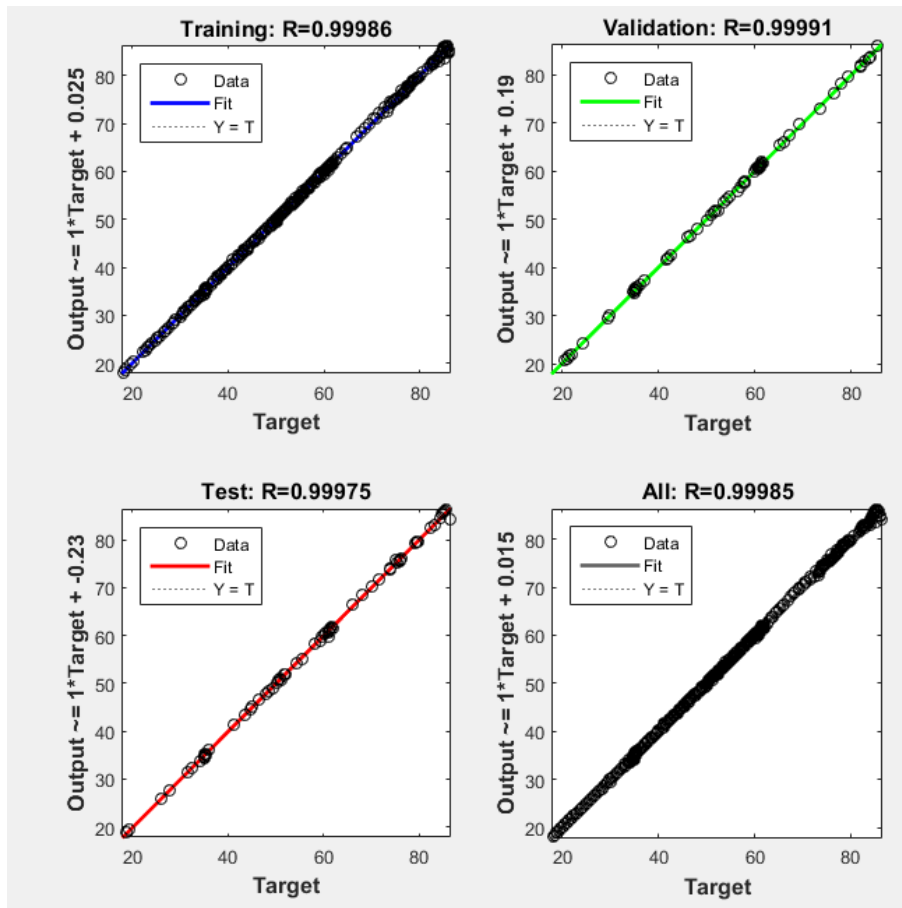 Training: R=0.99986
Output ~= 1*Target + 0.025
80
70
60
50
40
30
20
Data
Fit
Y = T
20 40 60 80
Target
Validation: R=0.99991
Output ~= 1*Target + 0.19
80
70
60
50
40
30
20
Data
Fit
Y = T
20 40 60 80
Target
Test: R=0.99975
Output ~= 1*Target + -0.23
80
70
60
50
40
30
20
Data
Fit
Y = T
20 40 60 80
Target
All: R=0.99985
Output ~= 1*Target + 0.015
80
70
60
50
40
30
20
Data
Fit
Y = T
20 40 60 80
Target